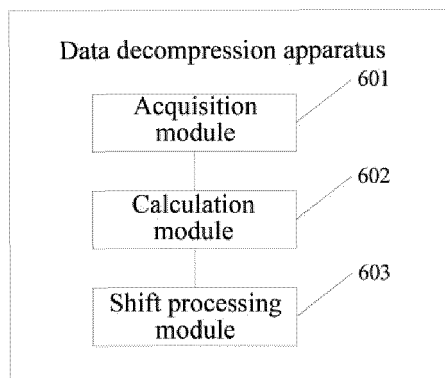 Data decompression apparatus
601
Acquisition
module
602
Calculation
module
603
Shift processing
module